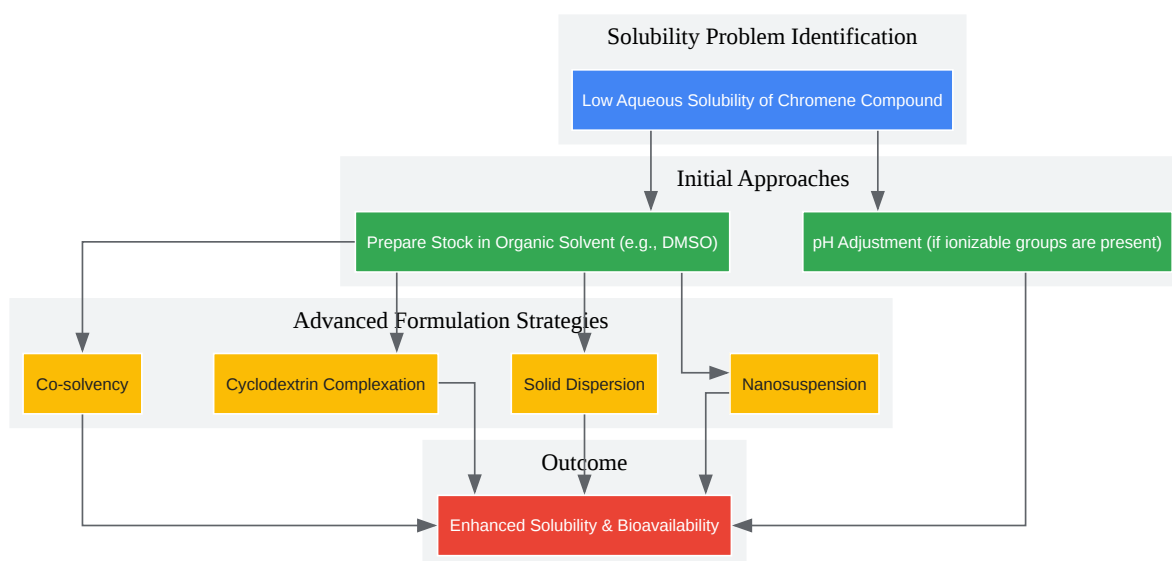 Solubility Problem Identification
Low Aqueous Solubility of Chromene Compound
Initial Approaches
Prepare Stock in Organic Solvent (e.g., DMSO)
pH Adjustment (if ionizable groups are present)
Advanced Formulation Strategies
Co-solvency
Cyclodextrin Complexation
Solid Dispersion
Nanosuspension
Outcome
Enhanced Solubility & Bioavailability